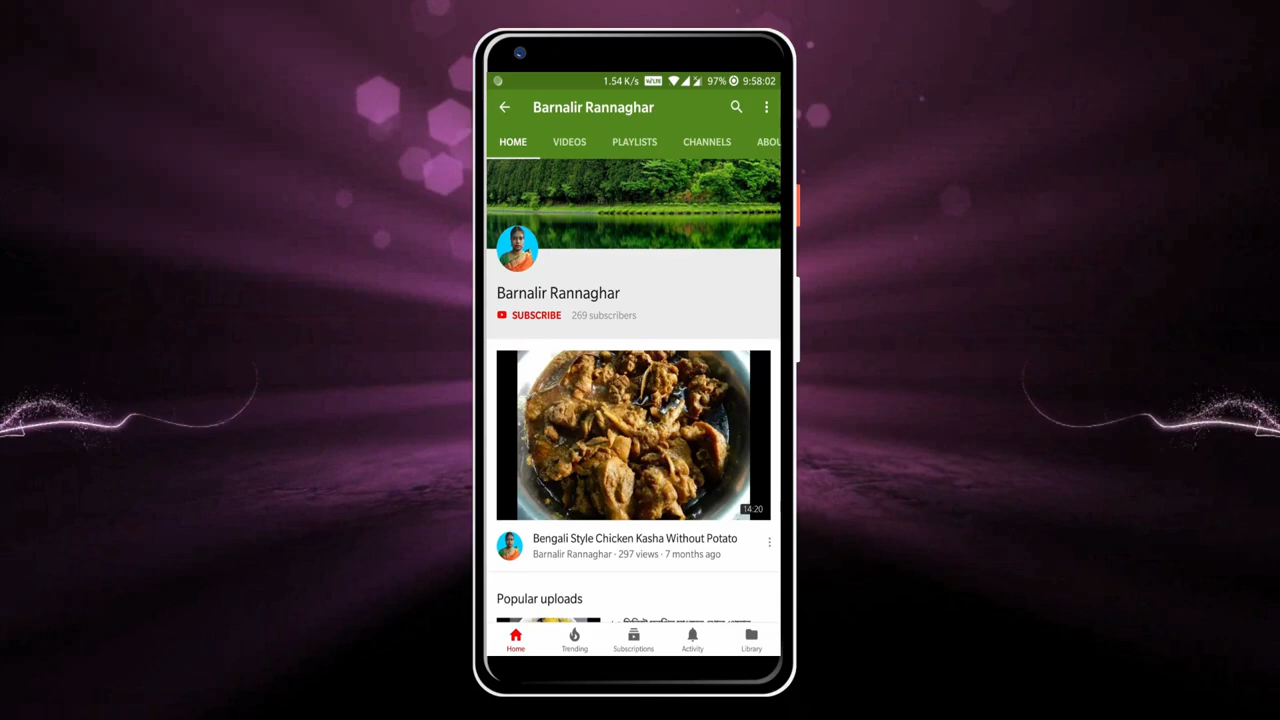 1.54 K/s VoLTE 97% 9:58:02
Barnalir Rannaghar
HOME VIDEOS PLAYLISTS CHANNELS ABOU
Barnalir Rannaghar
SUBSCRIBE 269 subscribers
14:20
Bengali Style Chicken Kasha Without Potato
Barnalir Rannaghar · 297 views · 7 months ago
Popular uploads
Home Trending Subscriptions Activity Library